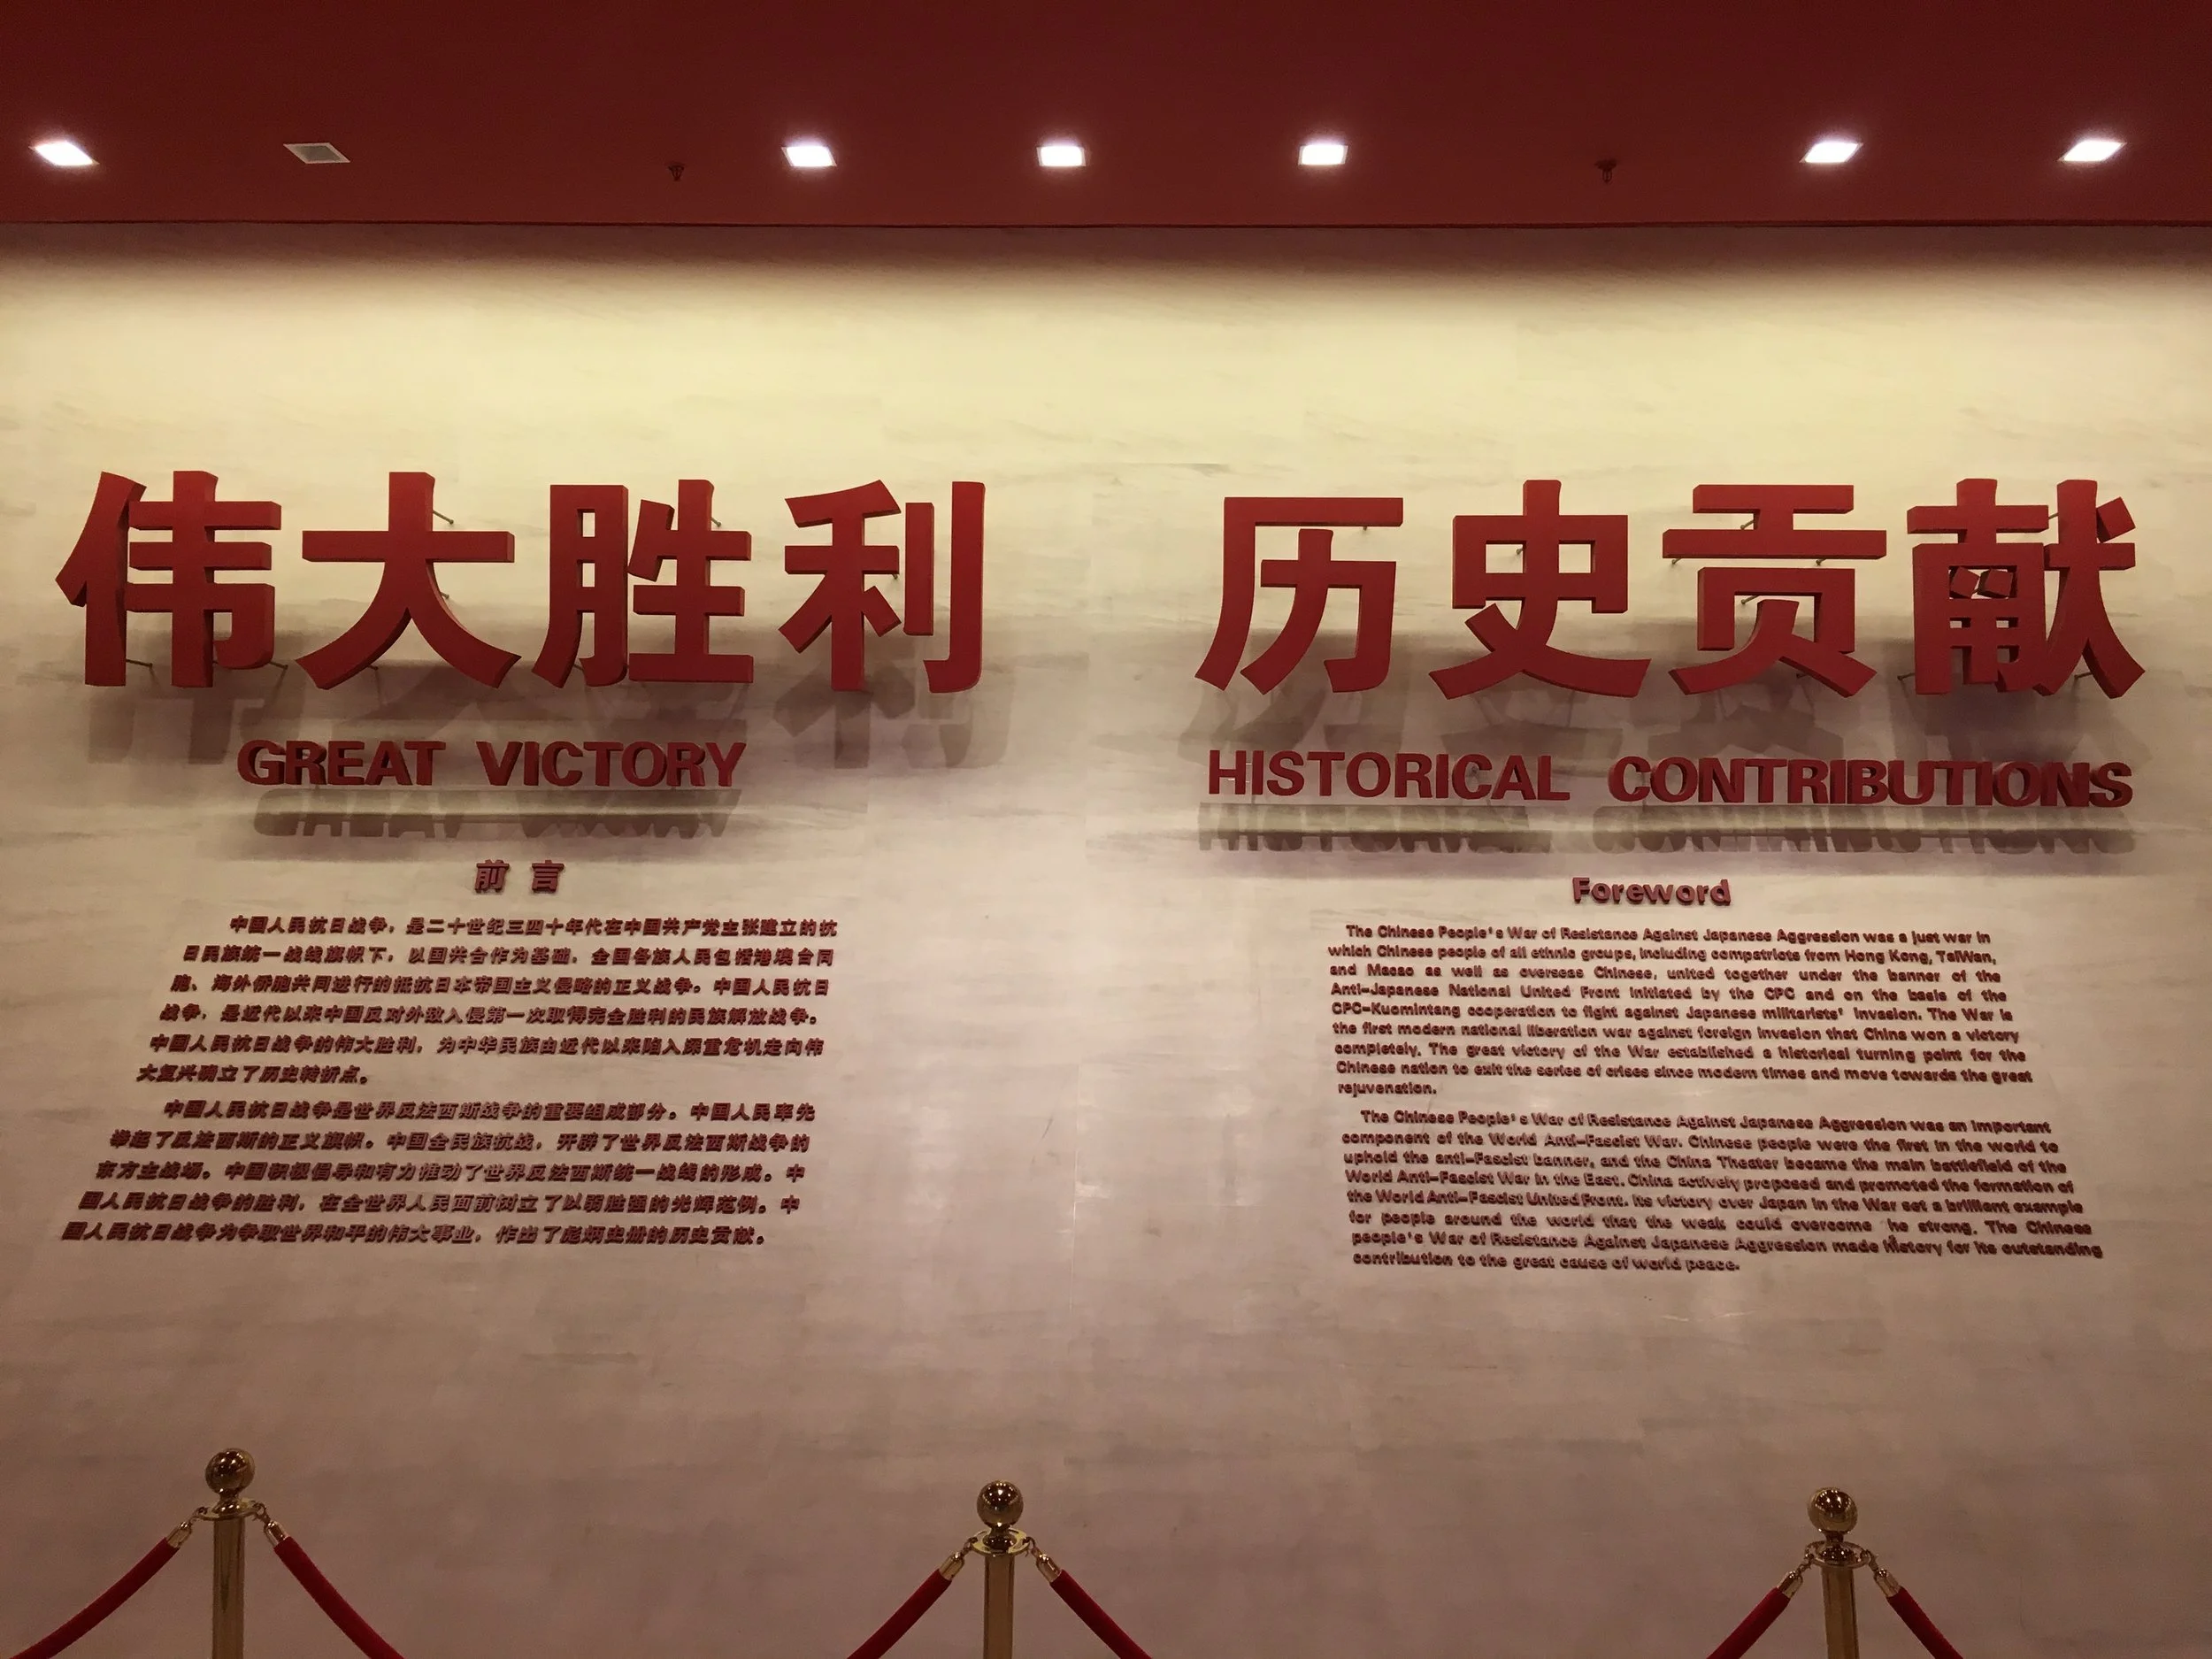 伟大胜利 历史贡献
GREAT VICTORY HISTORICAL CONTRIBUTIONS
前言
中国人民抗日战争，是二十世纪三四十年代在中国共产党主张建立的抗
日民族统一战线旗帜下，以国共合作为基础，全国各族人民包括港澳台同
胞、海外侨胞共同进行的抵抗日本帝国主义侵略的正义战争。中国人民抗日
战争，是近代以来中国反对外敌入侵第一次取得完全胜利的民族解放战争。
中国人民抗日战争的伟大胜利，为中华民族由近代以来陷入深重危机走向伟
大复兴确立了历史转折点。
中国人民抗日战争是世界反法西斯战争的重要组成部分。中国人民率先
举起了反法西斯的正义旗帜。中国全民族抗战，开辟了世界反法西斯战争的
东方主战场。中国积极倡导和有力推动了世界反法西斯统一战线的形成。中
国人民抗日战争的胜利，在全世界人民面前树立了以弱胜强的光辉范例。中
国人民抗日战争为争取世界和平的伟大事业，作出了彪炳史册的历史贡献。
Foreword
The Chinese People's War of Resistance Against Japanese Aggression was a just war in
which Chinese people of all ethnic groups, including compatriots from Hong Kong, TaiWan,
and Macao as well as overseas Chinese, united together under the banner of the
Anti-Japanese National United Front initiated by the CPC and on the basis of the
CPC-Kuomintang cooperation to fight against Japanese militarists' invasion. The War is
the first modern national liberation war against foreign invasion that China won a victory
completely. The great victory of the War established a historical turning point for the
Chinese nation to exit the series of crises since modern times and move towards the great
rejuvenation.
The Chinese People's War of Resistance Against Japanese Aggression was an important
component of the World Anti-Fascist War. Chinese people were the first in the world to
uphold the anti-Fascist banner, and the China Theater became the main battlefield of the
World Anti-Fascist War in the East. China actively proposed and promoted the formation of
the World Anti-Fascist United Front. Its victory over Japan in the War set a brilliant example
for people around the world that the weak could overcome he strong. The Chinese
people's War of Resistance Against Japanese Aggression made history for its outstanding
contribution to the great cause of world peace.